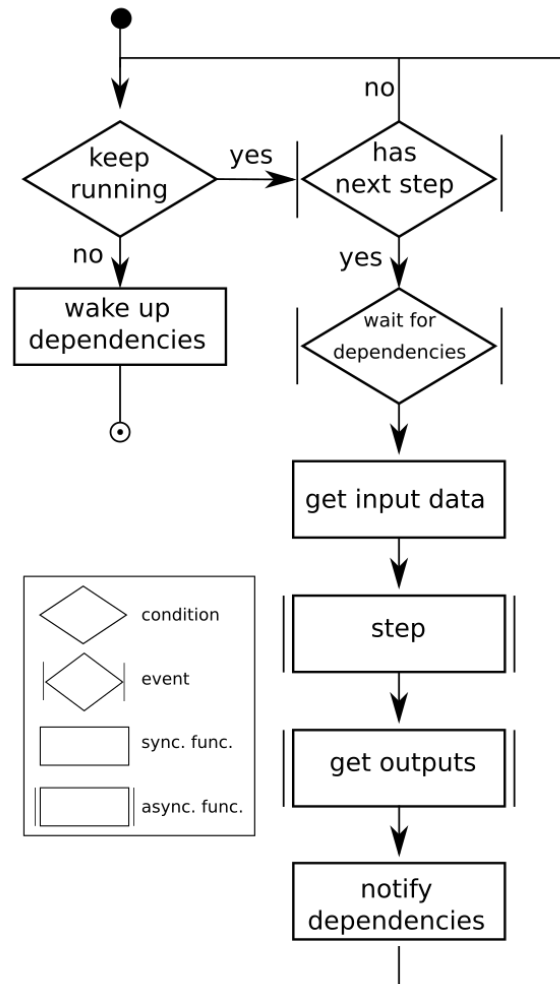 no
keep
running
yes
has
next step
no
yes
wake up
dependencies
wait for
dependencies
get input data
step
get outputs
notify
dependencies
condition
event
sync. func.
async. func.